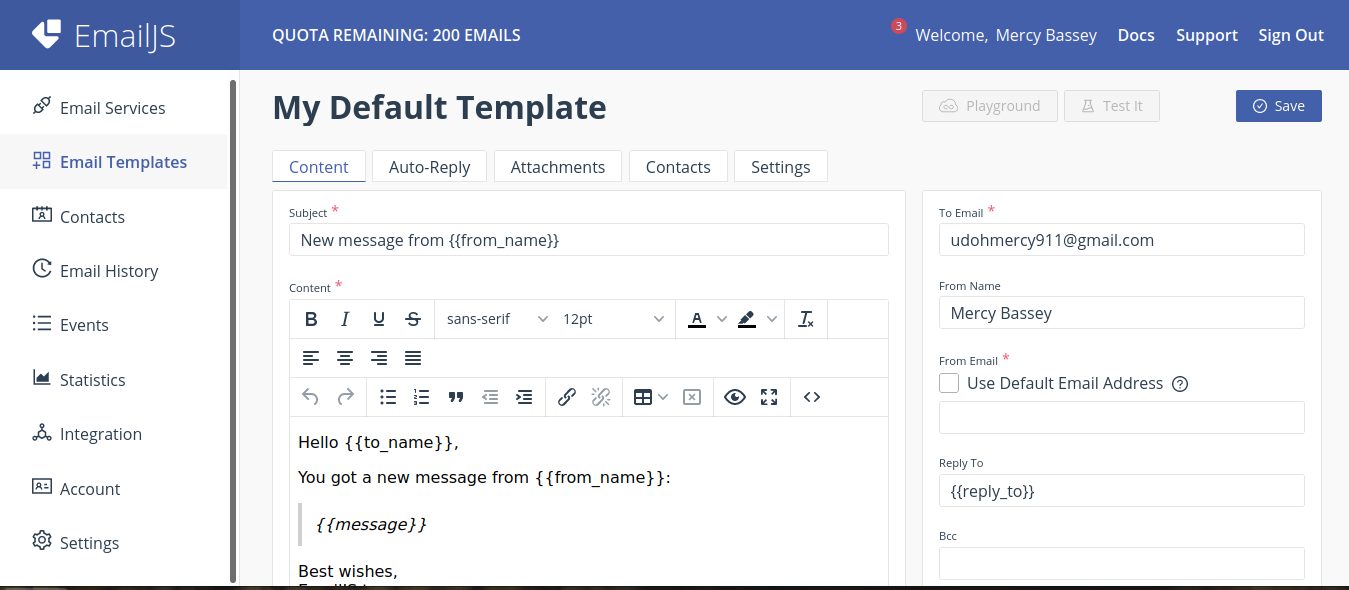 EmailJS
QUOTA REMAINING: 200 EMAILS
3
Welcome, Mercy Bassey
Docs
Support
Sign Out
Email Services
Email Templates
Contacts
Email History
Events
Statistics
Integration
Account
Settings
My Default Template
Playground
Test It
Save
Content
Auto-Reply
Attachments
Contacts
Settings
Subject *
New message from {{from_name}}
Content *
B I U S sans-serif 12pt A
Hello {{to_name}},
You got a new message from {{from_name}}:
{{message}}
Best wishes,
To Email *
udohmercy911@gmail.com
From Name
Mercy Bassey
From Email *
Use Default Email Address ?
Reply To
{{reply_to}}
Bcc